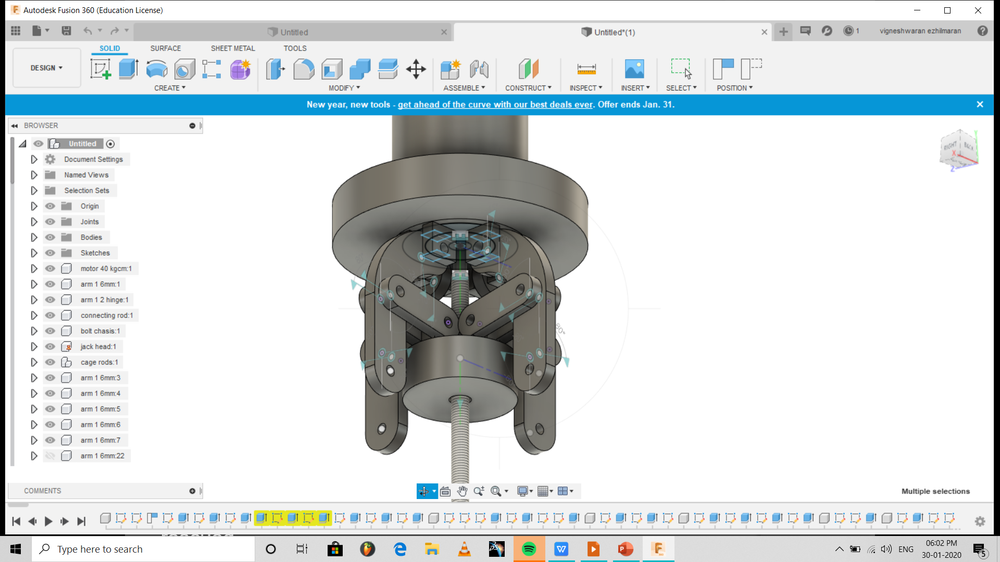 Autodesk Fusion 360 (Education License)
Untitled
Untitled*(1)
1
vigneshwaran ezhilmaran
SOLID SURFACE SHEET METAL TOOLS
DESIGN
CREATE MODIFY ASSEMBLE CONSTRUCT INSPECT INSERT SELECT POSITION
New year, new tools - get ahead of the curve with our best deals ever. Offer ends Jan. 31.
BROWSER
Untitled
Document Settings
Named Views
Selection Sets
Origin
Joints
Bodies
Sketches
motor 40 kgcm:1
arm 1 6mm:1
arm 1 2 hinge:1
connecting rod:1
bolt chasis:1
jack head:1
cage rods:1
arm 1 6mm:3
arm 1 6mm:4
arm 1 6mm:5
arm 1 6mm:6
arm 1 6mm:7
arm 1 6mm:22
RIGHT
BACK
X
Z
COMMENTS
Multiple selections
Type here to search
ENG
06:02 PM
30-01-2020
5